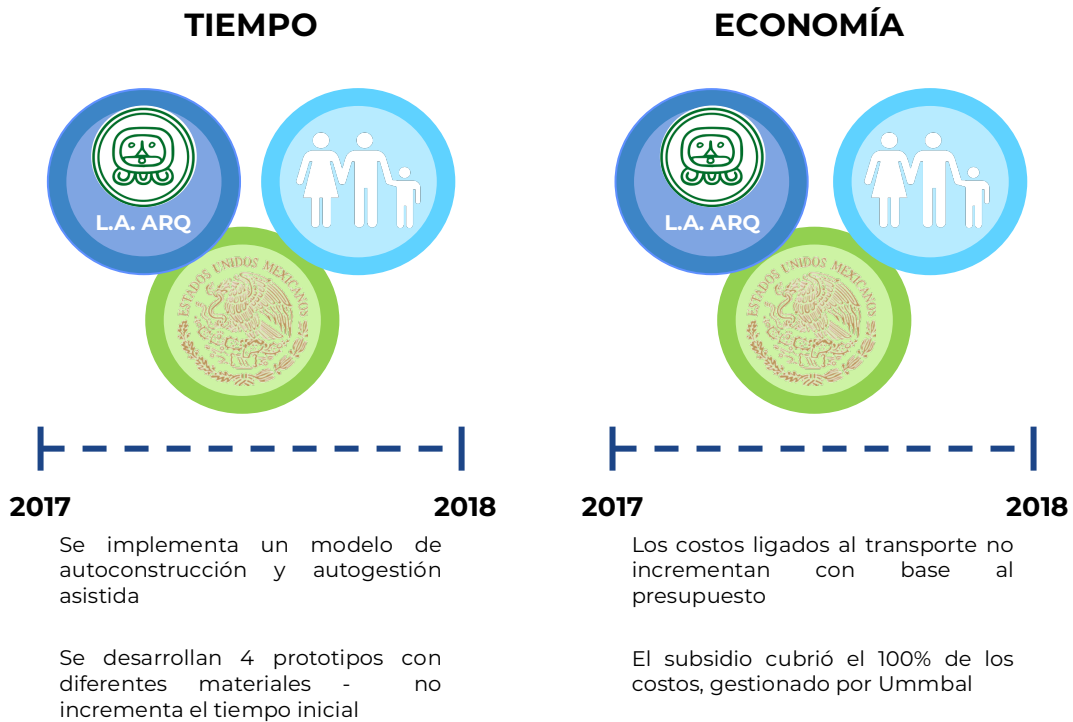 TIEMPO
L.A. ARQ
ESTADOS UNIDOS MEXICANOS
2017
2018
Se implementa un modelo de
autoconstrucción y autogestión
asistida
Se desarrollan 4 prototipos con
diferentes materiales - no
incrementa el tiempo inicial
ECONOMÍA
L.A. ARQ
ESTADOS UNIDOS MEXICANOS
2017
2018
Los costos ligados al transporte no
incrementan con base al
presupuesto
El subsidio cubrió el 100% de los
costos, gestionado por Ummbal